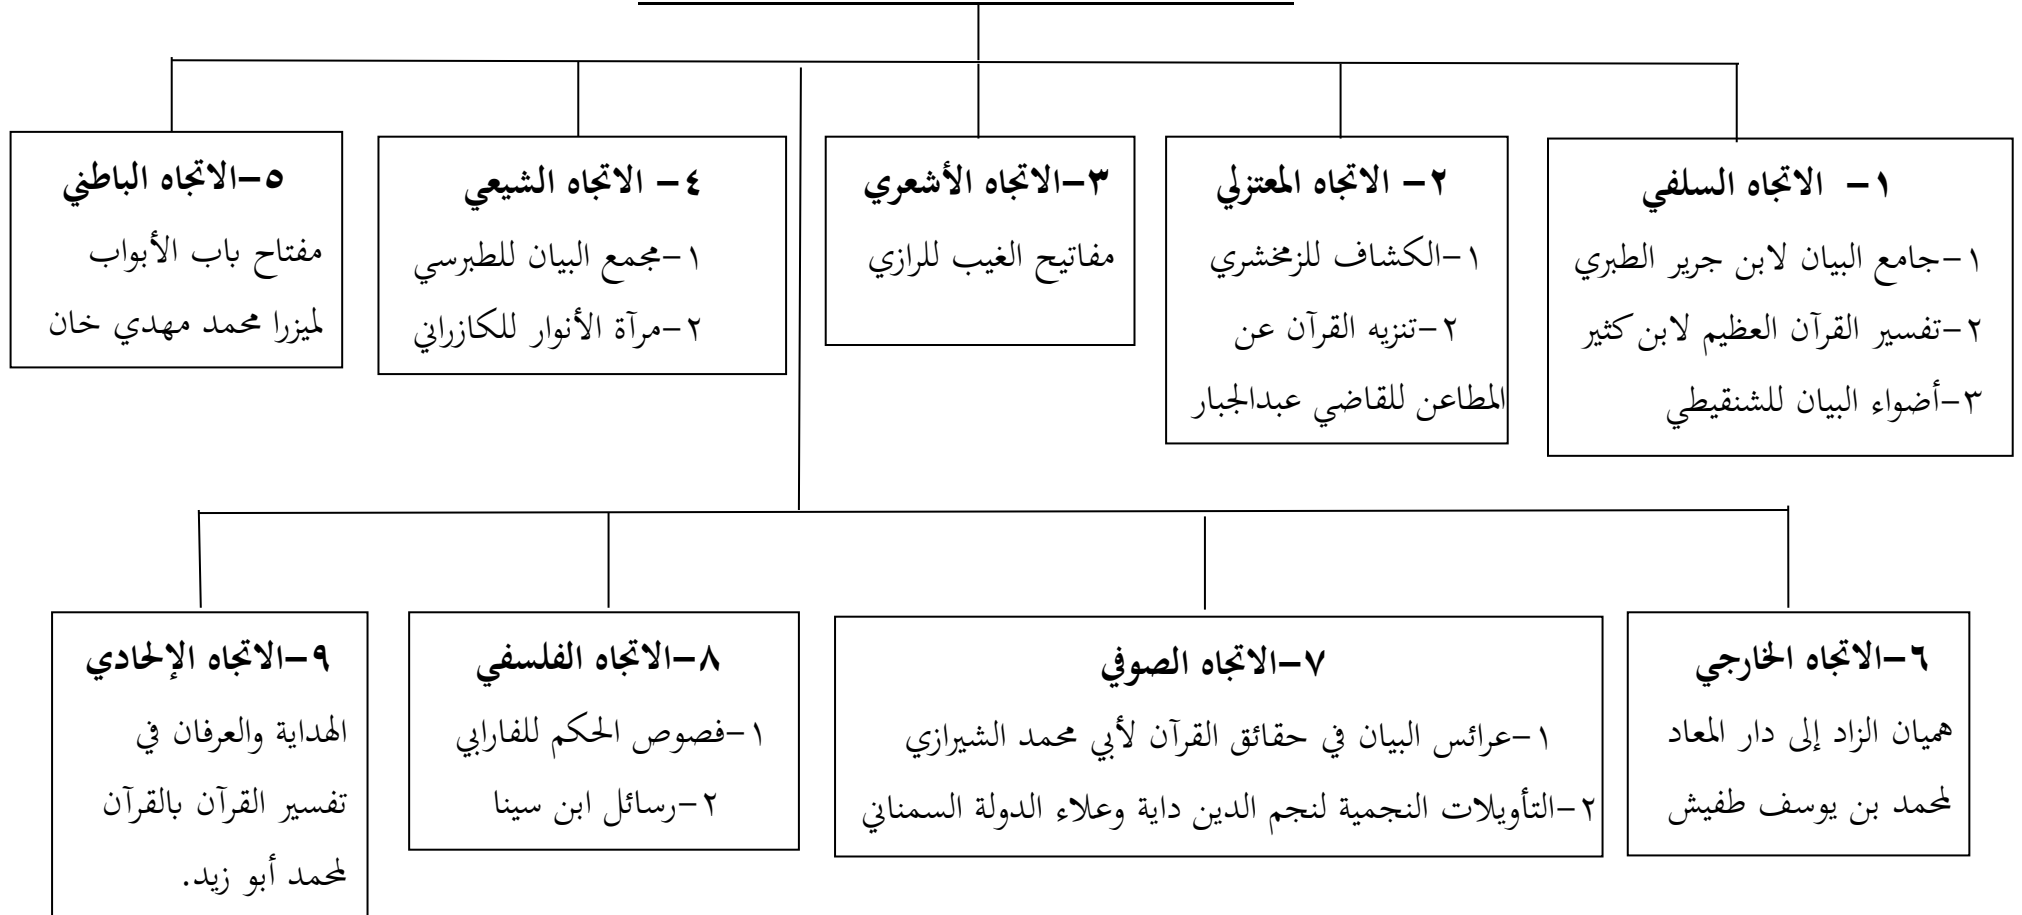 ١- الاتجاه السلفي
١-جامع البيان لابن جرير الطبري
٢-تفسير القرآن العظيم لابن كثير
٣-أضواء البيان للشنقيطي
٢- الاتجاه المعتزلي
١-الكشاف للزمخشري
٢-تنزيه القرآن عن
المطاعن للقاضي عبدالجبار
٣-الاتجاه الأشعري
مفاتيح الغيب للرازي
٤- الاتجاه الشيعي
١-مجمع البيان للطبرسي
٢-مرآة الأنوار للكازراني
٥-الاتجاه الباطني
مفتاح باب الأبواب
لميزرا محمد مهدي خان
٦-الاتجاه الخارجي
هميان الزاد إلى دار المعاد
لمحمد بن يوسف طفيش
٧-الاتجاه الصوفي
١-عرائس البيان في حقائق القرآن لأبي محمد الشيرازي
٢-التأويلات النجمية لنجم الدين داية وعلاء الدولة السمناني
٨-الاتجاه الفلسفي
١-فصوص الحكم للفارابي
٢-رسائل ابن سينا
٩-الاتجاه الإلحادي
الهداية والعرفان في
تفسير القرآن بالقرآن
لمحمد أبو زيد.